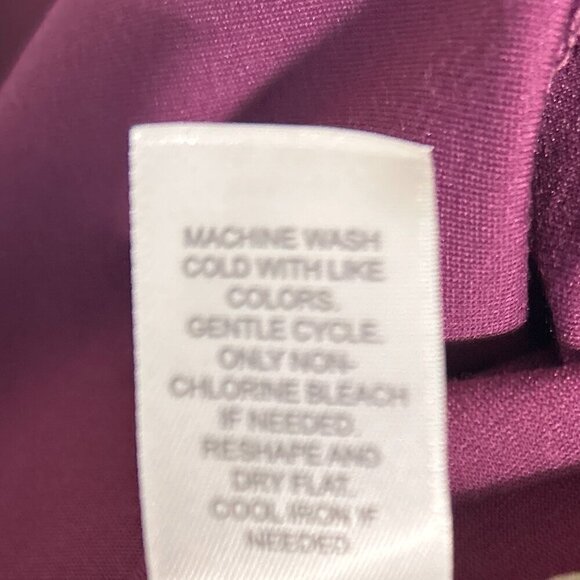 MACHINE WASH
COLD WITH LIKE
COLORS.
GENTLE CYCLE.
ONLY NON-
CHLORINE BLEACH
IF NEEDED.
RESHAPE AND
DRY FLAT.
COOL IRON IF
NEEDED.